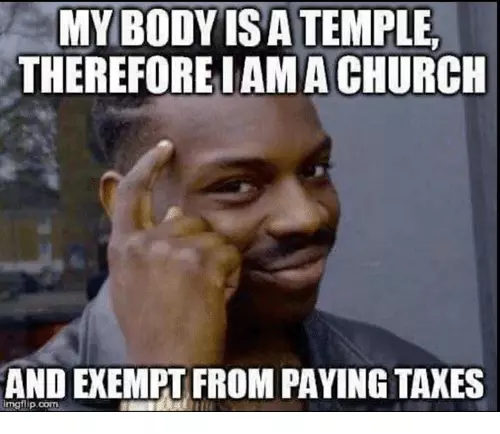 MY BODY IS A TEMPLE,
THEREFORE I AM A CHURCH
AND EXEMPT FROM PAYING TAXES
imgflip.com